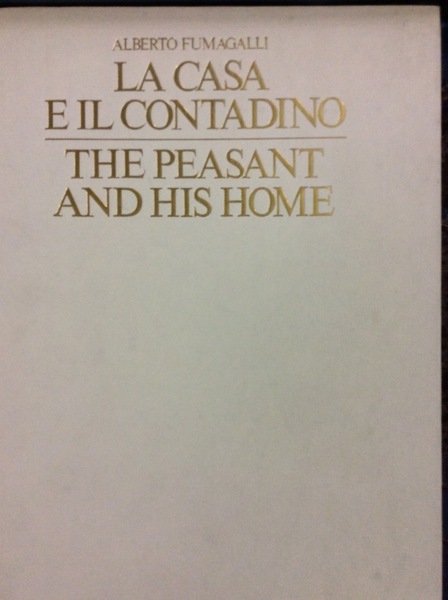 ALBERTO FUMAGALLI
LA CASA
E IL CONTADINO
THE PEASANT
AND HIS HOME